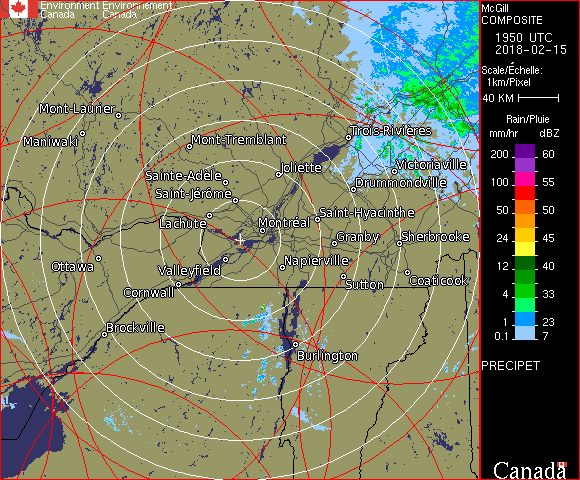 Environment Environnement
Canada Canada
McGill
COMPOSITE
1950 UTC
2018-02-15
Scale/Échelle:
1km/Pixel
40 KM
Rain/Pluie
mm/hr dBZ
200 60
100 55
50 50
24 45
12 40
4 33
1 23
0.1 7
PRECIPET
Mont-Laurier
Maniwaki
Mont-Tremblant
Trois-Rivières
Victoriaville
Sainte-Adèle
Joliette
Drummondville
Saint-Jérôme
Lachute
Montréal
Saint-Hyacinthe
Granby
Sherbrooke
Ottawa
Valleyfield
Napierville
Cornwall
Sutton
Coaticook
Brockville
Burlington
Canada